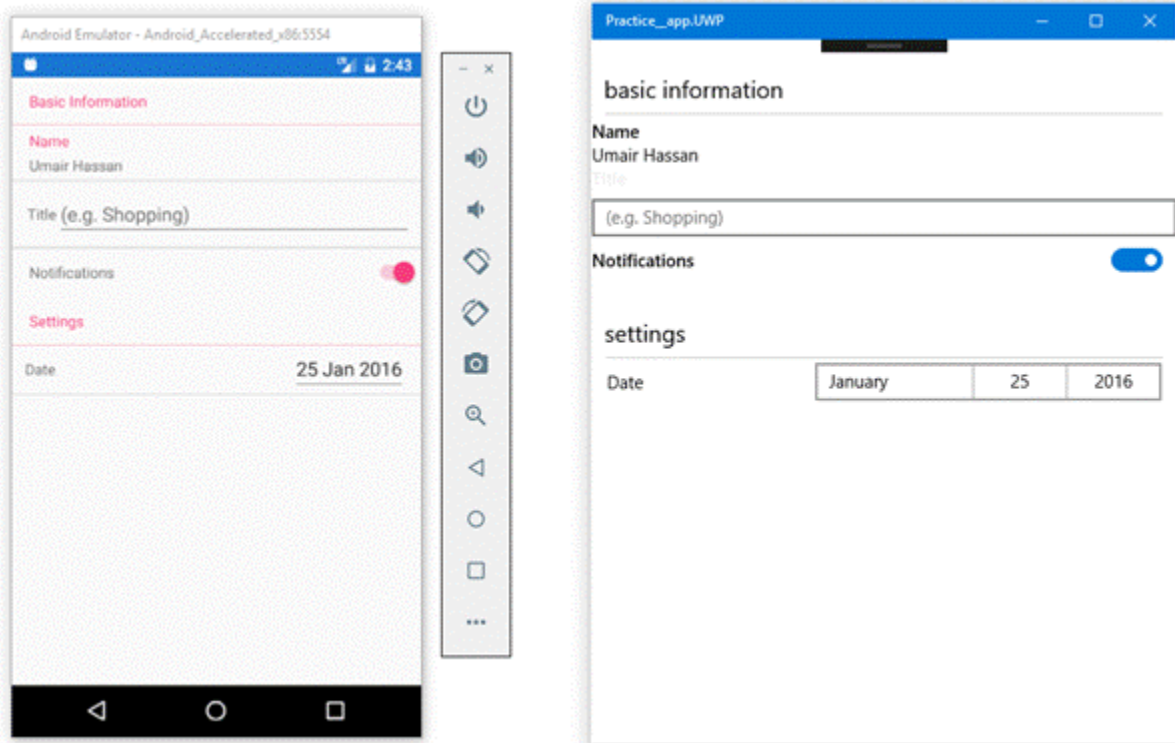 Android Emulator - Android_Accelerated_x86:5554
2:43
Basic Information
Name
Umair Hassan
Title (e.g. Shopping)
Notifications
Settings
Date 25 Jan 2016
Practice_app.UWP
basic information
Name
Umair Hassan
Title
(e.g. Shopping)
Notifications
settings
Date January 25 2016